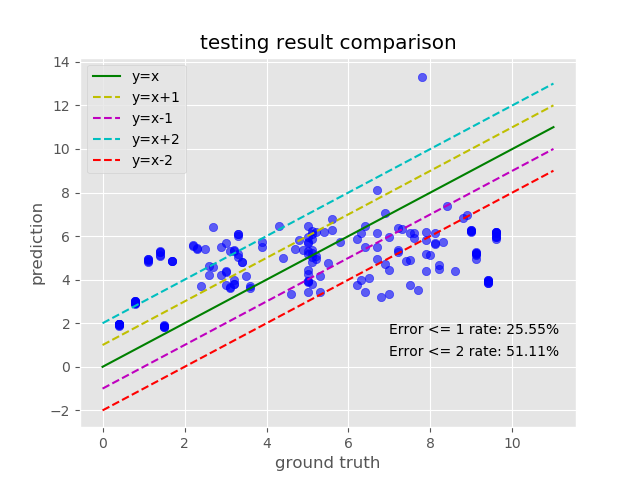 testing result comparison
y=x
y=x+1
y=x-1
y=x+2
y=x-2
14
12
10
8
6
4
2
0
−2
prediction
Error <= 1 rate: 25.55%
Error <= 2 rate: 51.11%
0 2 4 6 8 10
ground truth